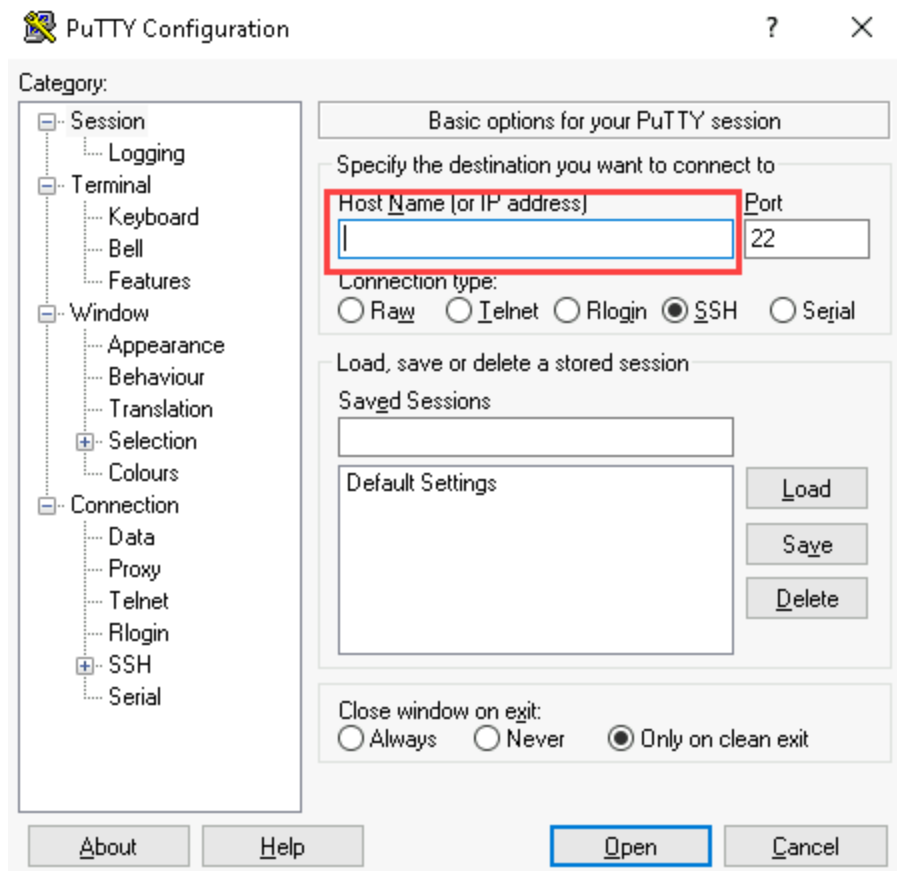 PuTTY Configuration
?
Category:
Session
Logging
Terminal
Keyboard
Bell
Features
Window
Appearance
Behaviour
Translation
Selection
Colours
Connection
Data
Proxy
Telnet
Rlogin
SSH
Serial
Basic options for your PuTTY session
Specify the destination you want to connect to
Host Name (or IP address) Port
22
Connection type:
Raw Telnet Rlogin SSH Serial
Load, save or delete a stored session
Saved Sessions
Default Settings
Load
Save
Delete
Close window on exit:
Always Never Only on clean exit
About Help Open Cancel